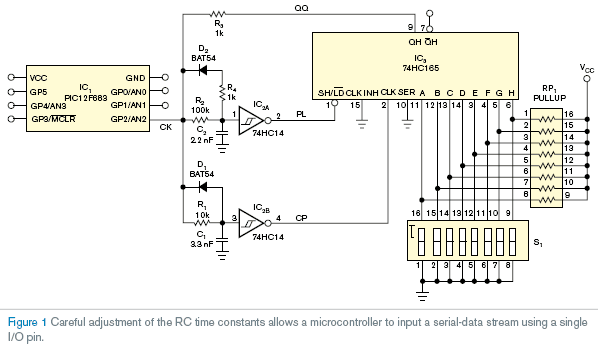 QQ
R3
1k
9
7
QH QH
IC3
74HC165
SH/LD CLK INH CLK SER A B C D E F G H
1 15 2 10 11 12 13 14 3 4 5 6
D2
BAT54
R4
1k
R2
100k
C2
2.2 nF
IC2A
1 2
74HC14
PL
VCC
GP5
GP4/AN3
GP3/MCLR
IC1
PIC12F683
GND
GP0/AN0
GP1/AN1
GP2/AN2
CK
D1
BAT54
R1
10k
C1
3.3 nF
IC2B
3 4
74HC14
CP
VCC
RP1
PULLUP
1 16
2 15
3 14
4 13
5 12
6 11
7 10
8 9
16 15 14 13 12 11 10 9
S1
1 2 3 4 5 6 7 8
Figure 1 Careful adjustment of the RC time constants allows a microcontroller to input a serial-data stream using a single
I/O pin.